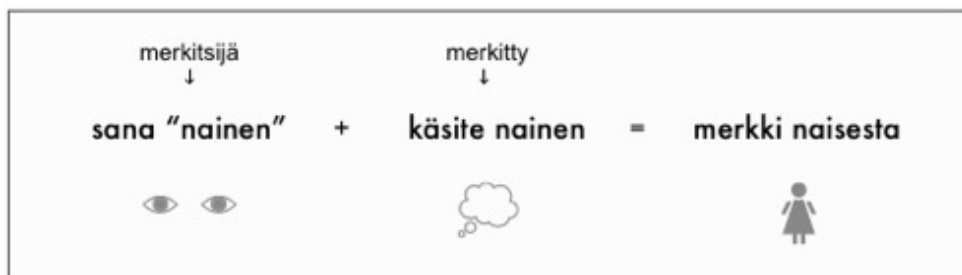 merkitsijä merkitty
↓ ↓
sana “nainen” + käsite nainen = merkki naisesta